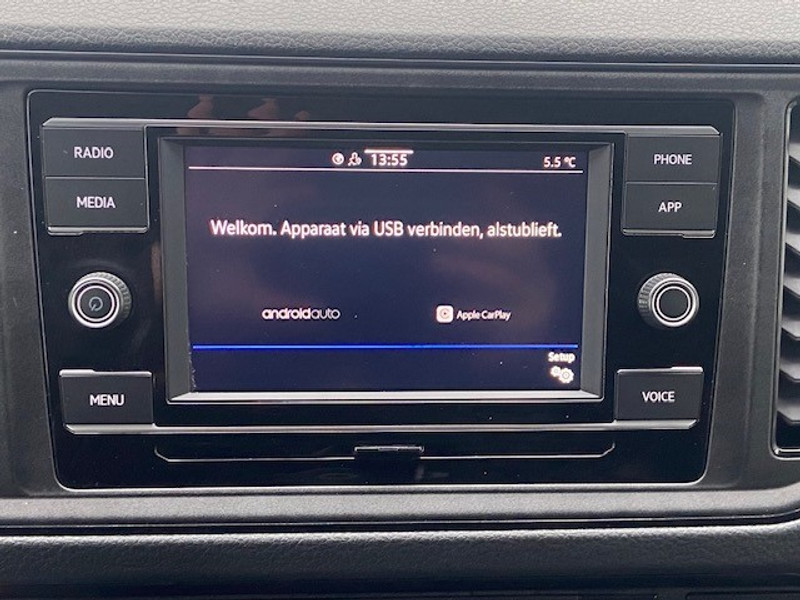 RADIO
MEDIA
MENU
13:55
5.5 °C
Welkom. Apparaat via USB verbinden, alstublieft.
androidauto
Apple CarPlay
Setup
PHONE
APP
VOICE